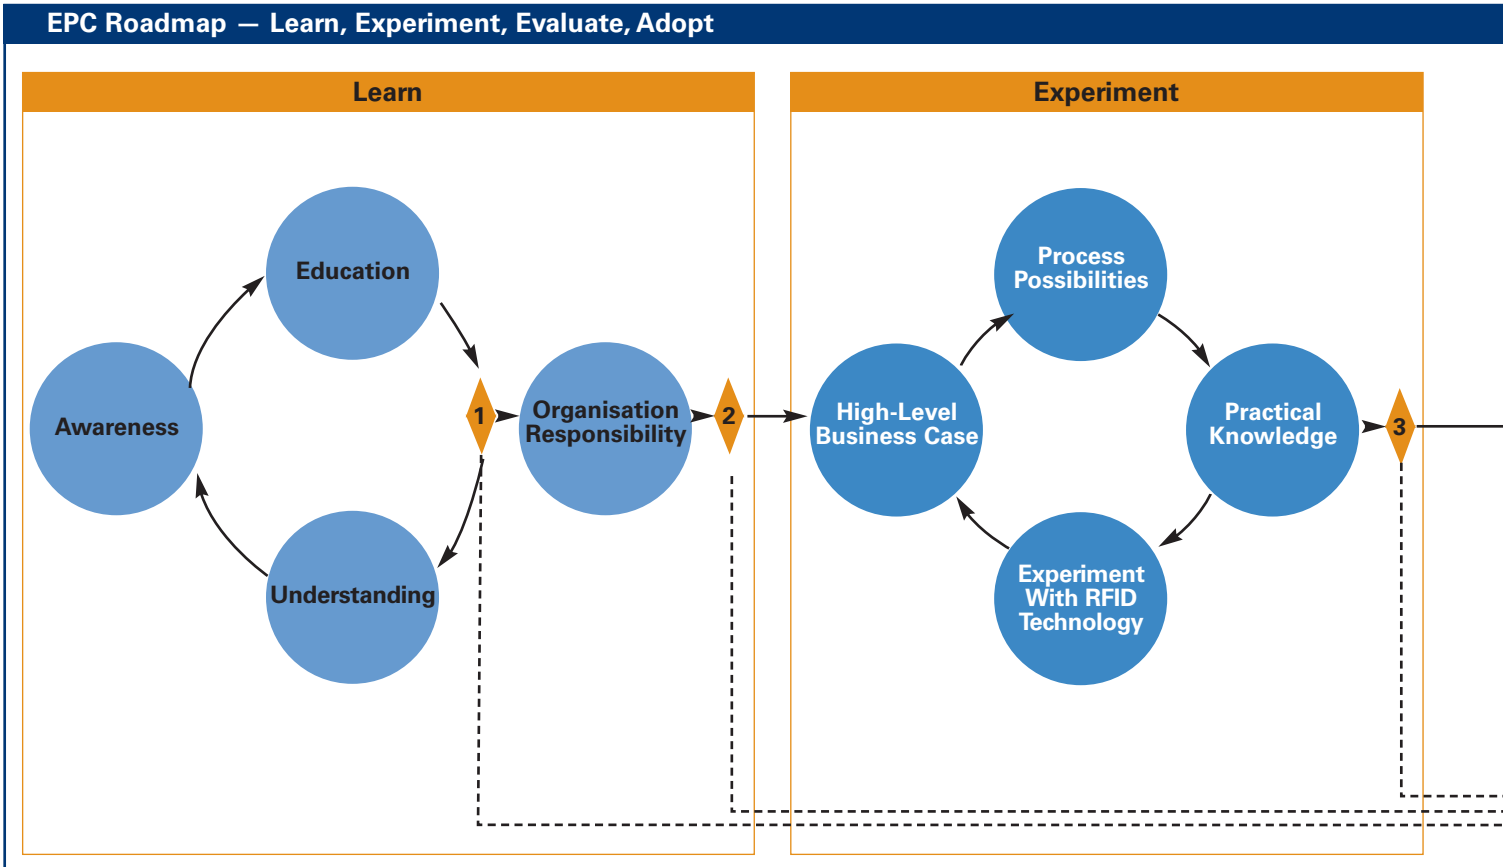 EPC Roadmap — Learn, Experiment, Evaluate, Adopt
Learn
Experiment
Education
Awareness
Understanding
1
Organisation
Responsibility
2
Process
Possibilities
High-Level
Business Case
Practical
Knowledge
Experiment
With RFID
Technology
3